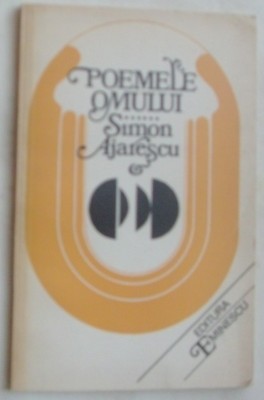 POEMELE
OMULUI
Simon
Ajarescu
EDITURA
EMINESCU